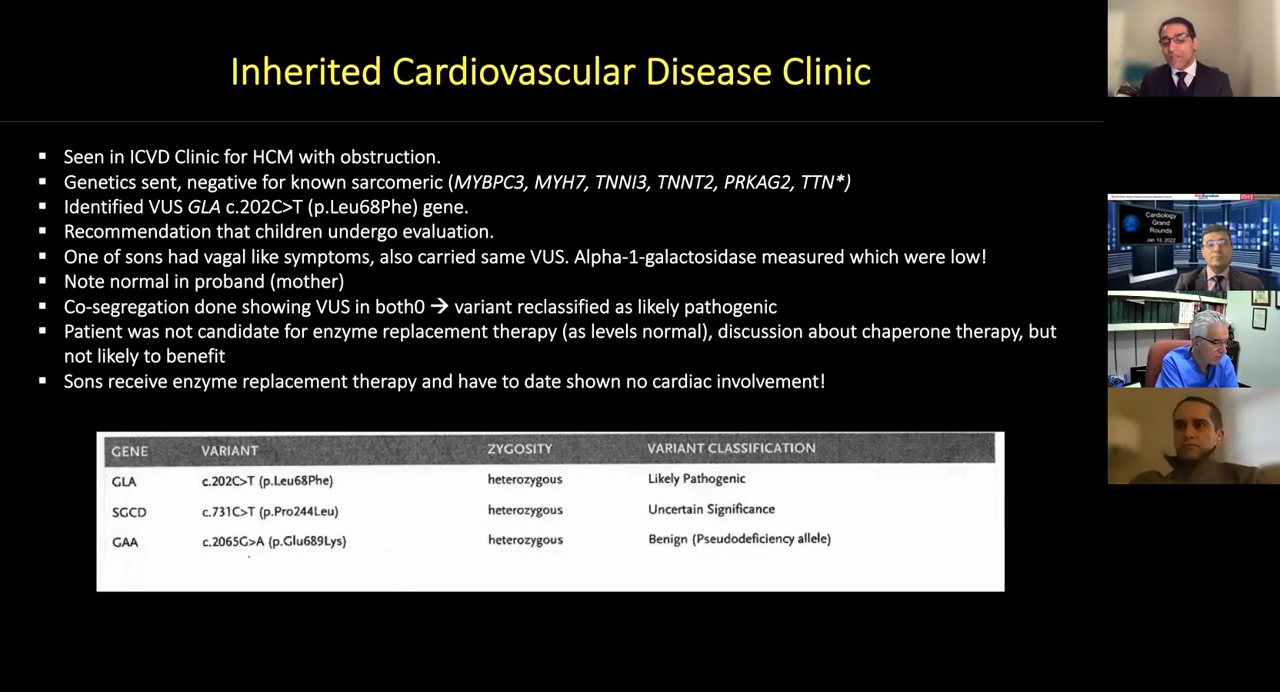 Inherited Cardiovascular Disease Clinic
▪ Seen in ICVD Clinic for HCM with obstruction.
▪ Genetics sent, negative for known sarcomeric (MYBPC3, MYH7, TNNI3, TNNT2, PRKAG2, TTN*)
▪ Identified VUS GLA c.202C>T (p.Leu68Phe) gene.
▪ Recommendation that children undergo evaluation.
▪ One of sons had vagal like symptoms, also carried same VUS. Alpha-1-galactosidase measured which were low!
▪ Note normal in proband (mother)
▪ Co-segregation done showing VUS in both0 → variant reclassified as likely pathogenic
▪ Patient was not candidate for enzyme replacement therapy (as levels normal), discussion about chaperone therapy, but
not likely to benefit
▪ Sons receive enzyme replacement therapy and have to date shown no cardiac involvement!
GENE VARIANT ZYGOSITY VARIANT CLASSIFICATION
GLA c.202C>T (p.Leu68Phe) heterozygous Likely Pathogenic
SGCD c.731C>T (p.Pro244Leu) heterozygous Uncertain Significance
GAA c.2065G>A (p.Glu689Lys) heterozygous Benign (Pseudodeficiency allele)
Cardiology
Grand
Rounds
Jan 10, 2022